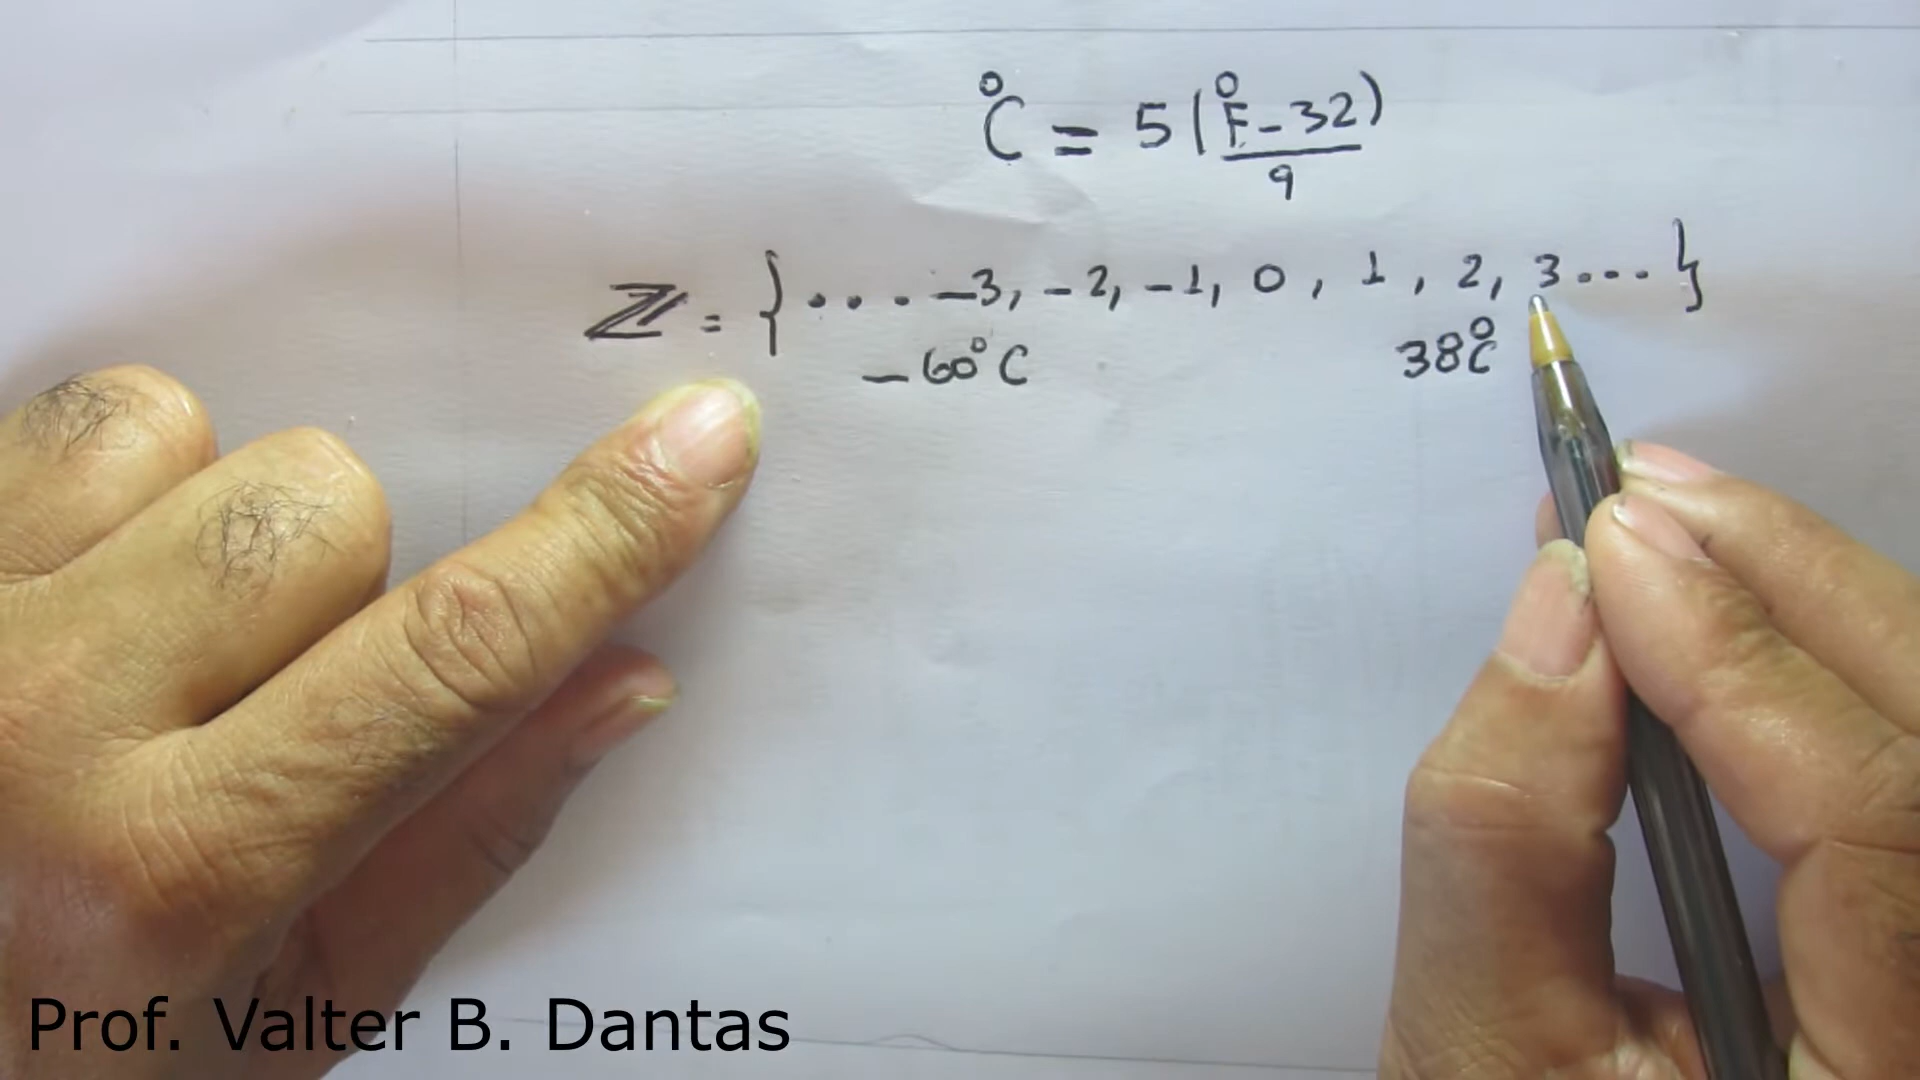 °C = 5(°F - 32)
9
Z = {.... -3, -2, -1, 0, 1, 2, 3...}
-60°C 38°C
Prof. Valter B. Dantas